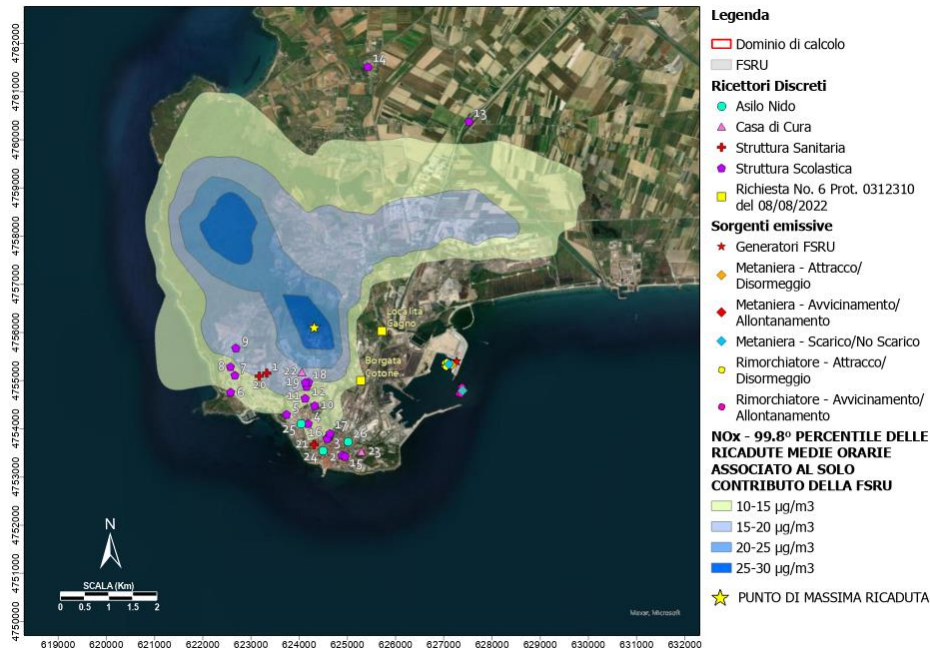 4762000
4761000
4760000
4759000
4758000
4757000
4756000
4755000
4754000
4753000
4752000
4751000
4750000
14
13
Località
Gagno
Borgata
Cotone
9
8
7
6
1
20
22
19
18
11
12
10
5
4
25
16
17
21
3
26
24
2
15
23
N
SCALA (Km)
0 0.5 1 1.5 2
Maxar, Microsoft
619000 620000 621000 622000 623000 624000 625000 626000 627000 628000 629000 630000 631000 632000
Legenda
Dominio di calcolo
FSRU
Ricettori Discreti
Asilo Nido
Casa di Cura
Struttura Sanitaria
Struttura Scolastica
Richiesta No. 6 Prot. 0312310
del 08/08/2022
Sorgenti emissive
Generatori FSRU
Metaniera - Attracco/
Disormeggio
Metaniera - Avvicinamento/
Allontanamento
Metaniera - Scarico/No Scarico
Rimorchiatore - Attracco/
Disormeggio
Rimorchiatore - Avvicinamento/
Allontanamento
NOx - 99.8º PERCENTILE DELLE
RICADUTE MEDIE ORARIE
ASSOCIATO AL SOLO
CONTRIBUTO DELLA FSRU
10-15 µg/m3
15-20 µg/m3
20-25 µg/m3
25-30 µg/m3
PUNTO DI MASSIMA RICADUTA